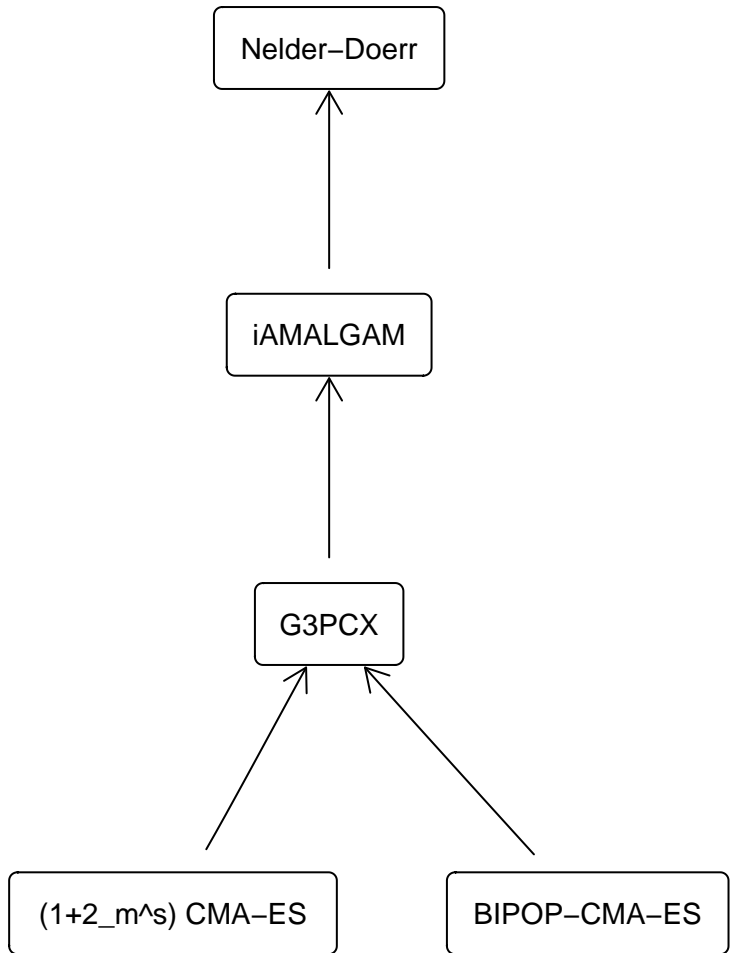 Nelder−Doerr
iAMALGAM
G3PCX
(1+2_m^s) CMA−ES
BIPOP−CMA−ES